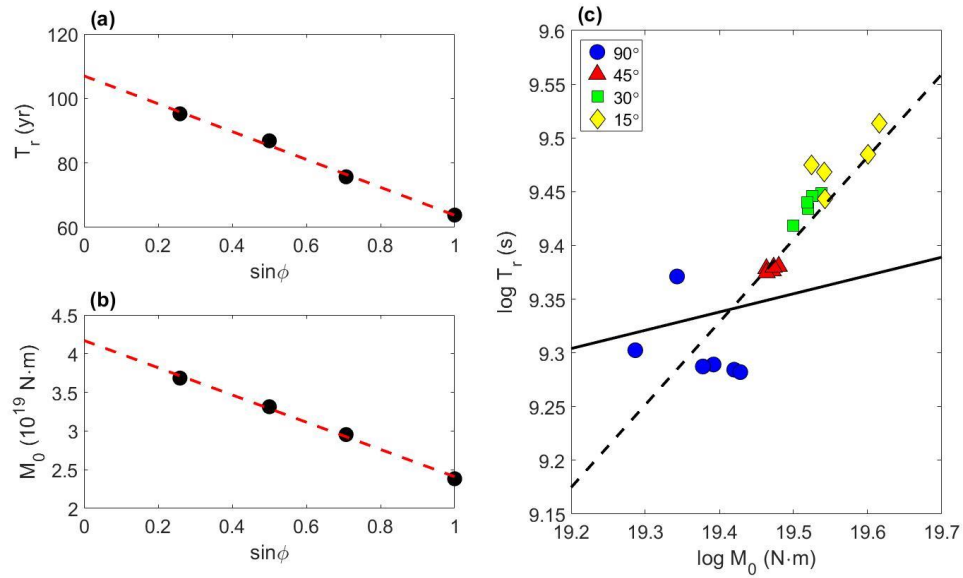 (a)
120
100
80
60
T_r (yr)
0 0.2 0.4 0.6 0.8 1
sinϕ
(b)
4.5
4
3.5
3
2.5
2
M_0 (10^19 N·m)
0 0.2 0.4 0.6 0.8 1
sinϕ
(c)
9.6
9.55
9.5
9.45
9.4
9.35
9.3
9.25
9.2
9.15
log T_r (s)
90°
45°
30°
15°
19.2 19.3 19.4 19.5 19.6 19.7
log M_0 (N·m)